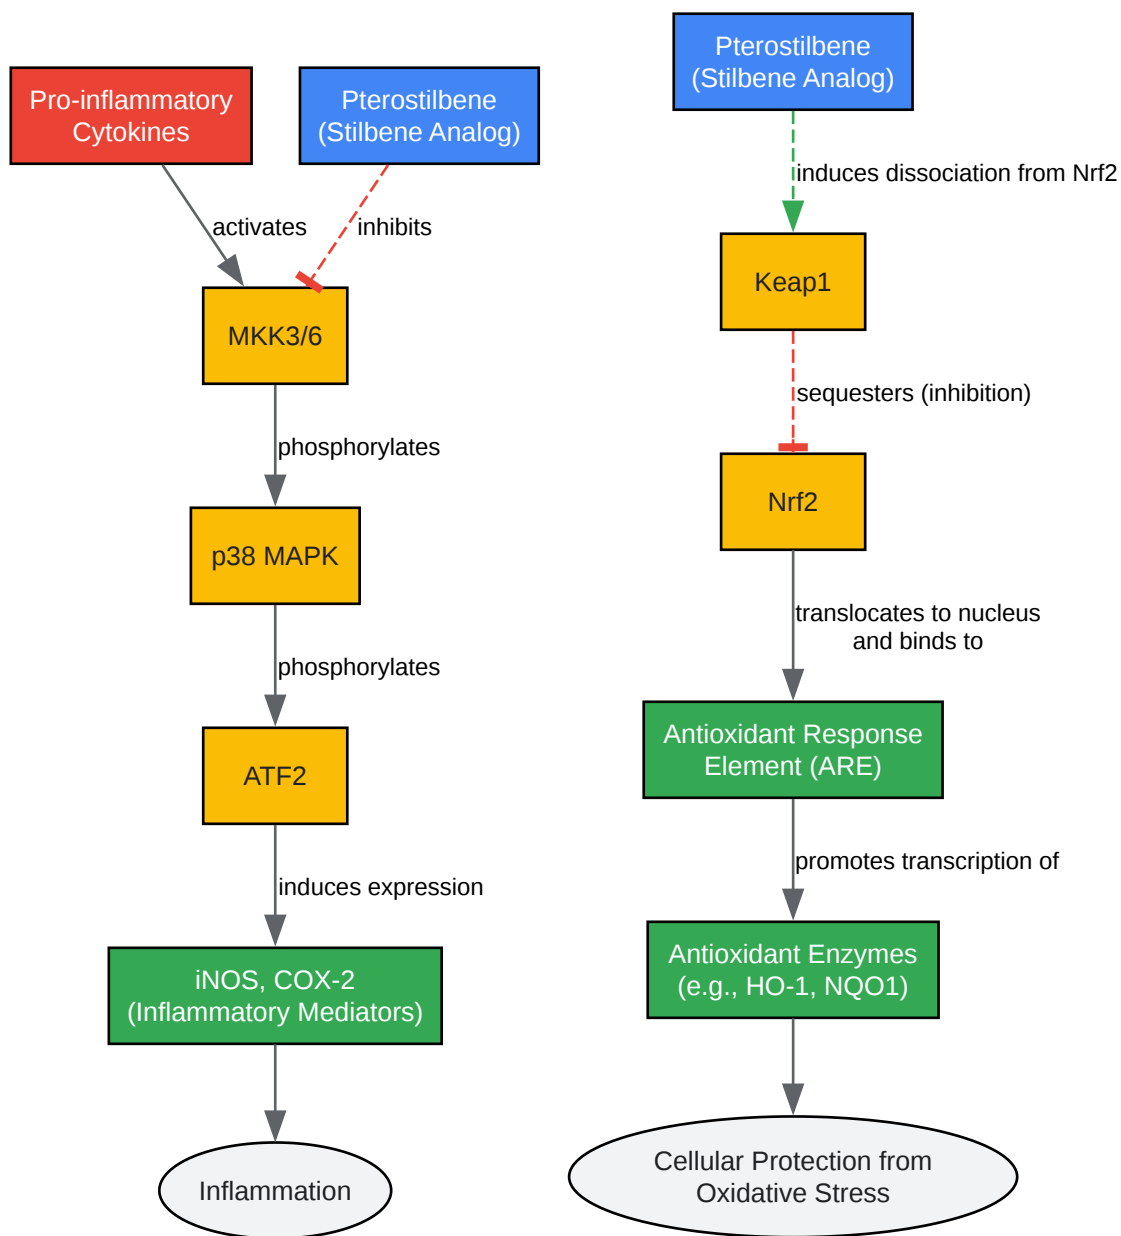 Pro-inflammatory
Cytokines
Pterostilbene
(Stilbene Analog)
activates
inhibits
MKK3/6
phosphorylates
p38 MAPK
phosphorylates
ATF2
induces expression
iNOS, COX-2
(Inflammatory Mediators)
Inflammation
Pterostilbene
(Stilbene Analog)
induces dissociation from Nrf2
Keap1
sequesters (inhibition)
Nrf2
translocates to nucleus
and binds to
Antioxidant Response
Element (ARE)
promotes transcription of
Antioxidant Enzymes
(e.g., HO-1, NQO1)
Cellular Protection from
Oxidative Stress